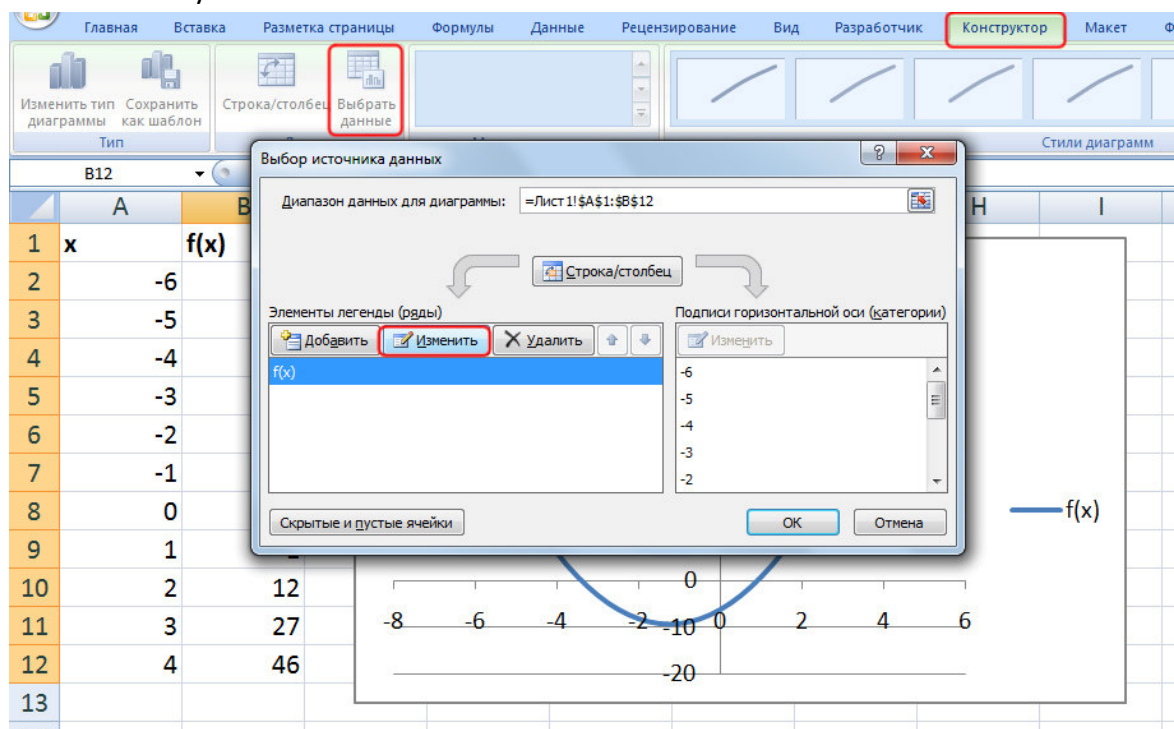 Главная Вставка Разметка страницы Формулы Данные Рецензирование Вид Разработчик Конструктор Макет Ф
Изменить тип диаграммы Сохранить как шаблон Строка/столбец Выбрать данные
Тип Стили диаграмм
Выбор источника данных
B12
Диапазон данных для диаграммы: =Лист1!$A$1:$B$12
A B H I
1 x f(x)
Строка/столбец
2 -6
Элементы легенды (ряды) Подписи горизонтальной оси (категории)
3 -5
Добавить Изменить Удалить Изменить
4 -4
f(x) -6
5 -3
-5
-4
6 -2
-3
7 -1
-2
8 0
Скрытые и пустые ячейки ОК Отмена
f(x)
9 1
10 2 12
0
11 3 27
-8 -6 -4 -2 -10 0 2 4 6
12 4 46
-20
13